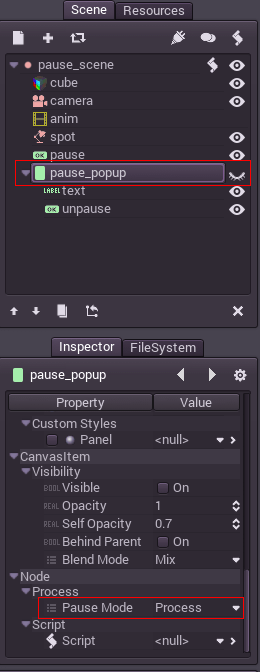 Scene Resources
pause_scene
cube
camera
anim
spot
OK pause
pause_popup
LABEL text
OK unpause
Inspector FileSystem
pause_popup
Property Value
Custom Styles
Panel <null>
CanvasItem
Visibility
BOOL Visible On
REAL Opacity 1
REAL Self Opacity 0.7
BOOL Behind Parent On
Blend Mode Mix
Node
Process
Pause Mode Process
Script
Script <null>